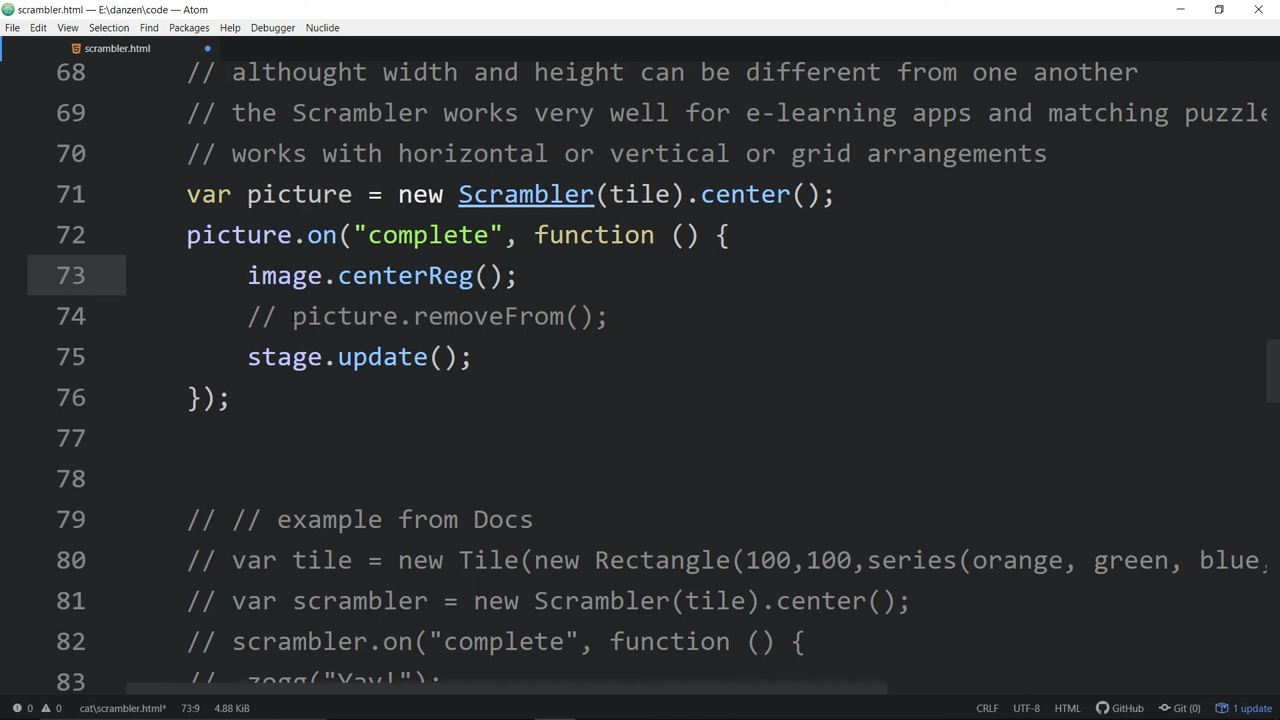 scrambler.html — E:\danzen\code — Atom
File Edit View Selection Find Packages Help Debugger Nuclide
scrambler.html
68 // althought width and height can be different from one another
69 // the Scrambler works very well for e-learning apps and matching puzzle
70 // works with horizontal or vertical or grid arrangements
71 var picture = new Scrambler(tile).center();
72 picture.on("complete", function () {
73 image.centerReg();
74 // picture.removeFrom();
75 stage.update();
76 });
77
78
79 // // example from Docs
80 // var tile = new Tile(new Rectangle(100,100,series(orange, green, blue,
81 // var scrambler = new Scrambler(tile).center();
82 // scrambler.on("complete", function () {
83 // zogg("Yay!");
0 0 cat\scrambler.html* 73:9 4.88 KiB CRLF UTF-8 HTML GitHub Git (0) 1 update